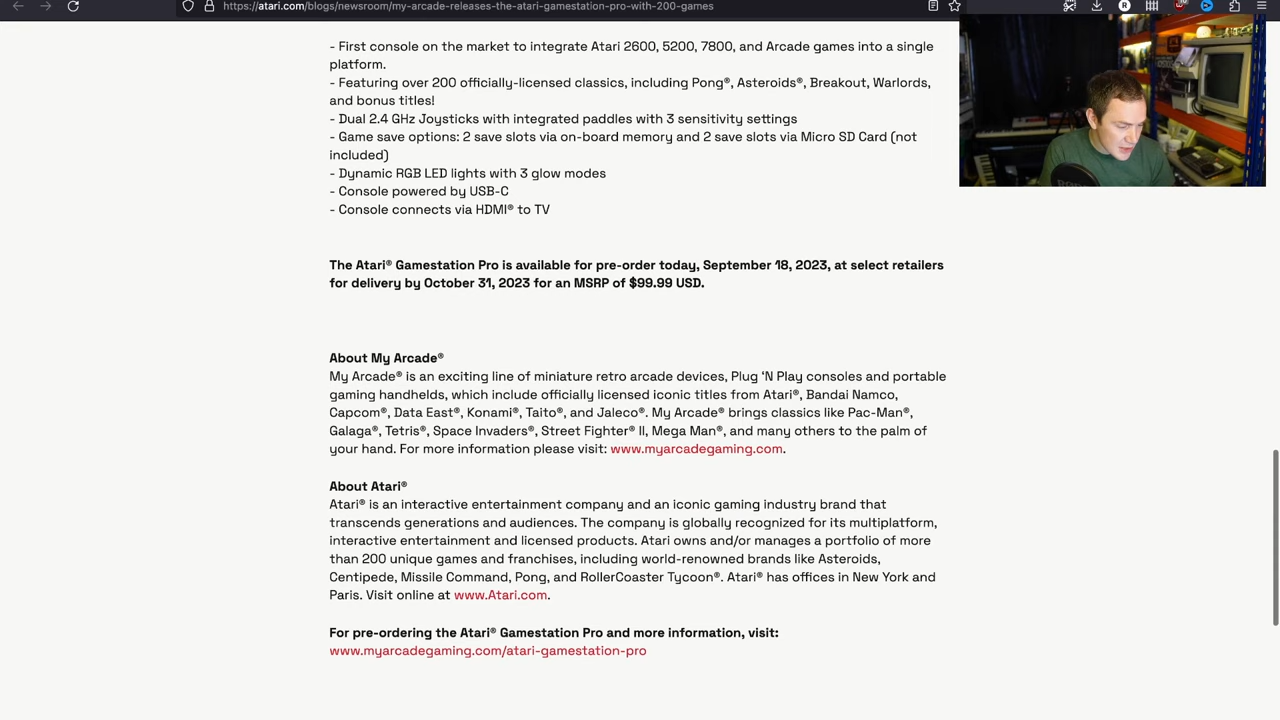 https://atari.com/blogs/newsroom/my-arcade-releases-the-atari-gamestation-pro-with-200-games
- First console on the market to integrate Atari 2600, 5200, 7800, and Arcade games into a single
platform.
- Featuring over 200 officially-licensed classics, including Pong®, Asteroids®, Breakout, Warlords,
and bonus titles!
- Dual 2.4 GHz Joysticks with integrated paddles with 3 sensitivity settings
- Game save options: 2 save slots via on-board memory and 2 save slots via Micro SD Card (not
included)
- Dynamic RGB LED lights with 3 glow modes
- Console powered by USB-C
- Console connects via HDMI® to TV
The Atari® Gamestation Pro is available for pre-order today, September 18, 2023, at select retailers
for delivery by October 31, 2023 for an MSRP of $99.99 USD.
About My Arcade®
My Arcade® is an exciting line of miniature retro arcade devices, Plug ‘N Play consoles and portable
gaming handhelds, which include officially licensed iconic titles from Atari®, Bandai Namco,
Capcom®, Data East®, Konami®, Taito®, and Jaleco®. My Arcade® brings classics like Pac-Man®,
Galaga®, Tetris®, Space Invaders®, Street Fighter® II, Mega Man®, and many others to the palm of
your hand. For more information please visit: www.myarcadegaming.com.
About Atari®
Atari® is an interactive entertainment company and an iconic gaming industry brand that
transcends generations and audiences. The company is globally recognized for its multiplatform,
interactive entertainment and licensed products. Atari owns and/or manages a portfolio of more
than 200 unique games and franchises, including world-renowned brands like Asteroids,
Centipede, Missile Command, Pong, and RollerCoaster Tycoon®. Atari® has offices in New York and
Paris. Visit online at www.Atari.com.
For pre-ordering the Atari® Gamestation Pro and more information, visit:
www.myarcadegaming.com/atari-gamestation-pro